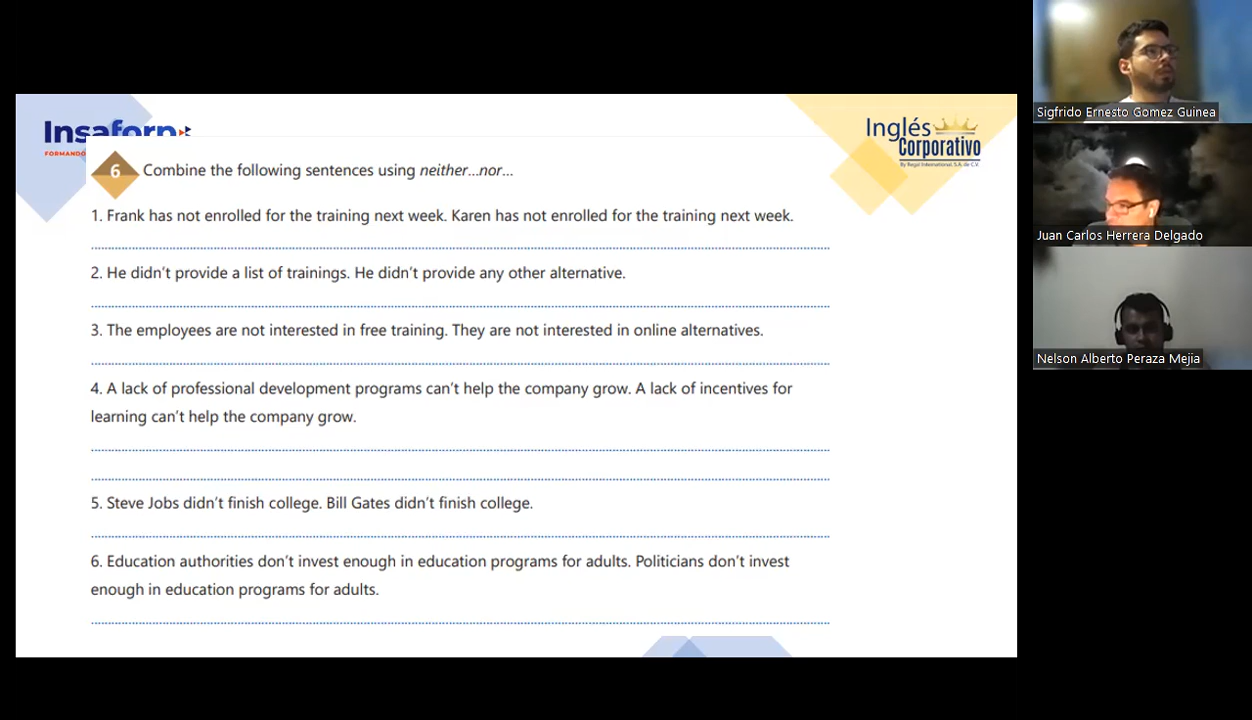 Insaforp
FORMANDO
Inglés
Corporativo
By Regal International, S.A. de C.V.
6 Combine the following sentences using neither...nor...
1. Frank has not enrolled for the training next week. Karen has not enrolled for the training next week.
2. He didn't provide a list of trainings. He didn't provide any other alternative.
3. The employees are not interested in free training. They are not interested in online alternatives.
4. A lack of professional development programs can't help the company grow. A lack of incentives for
learning can't help the company grow.
5. Steve Jobs didn't finish college. Bill Gates didn't finish college.
6. Education authorities don't invest enough in education programs for adults. Politicians don't invest
enough in education programs for adults.
Sigfrido Ernesto Gomez Guinea
Juan Carlos Herrera Delgado
Nelson Alberto Peraza Mejia